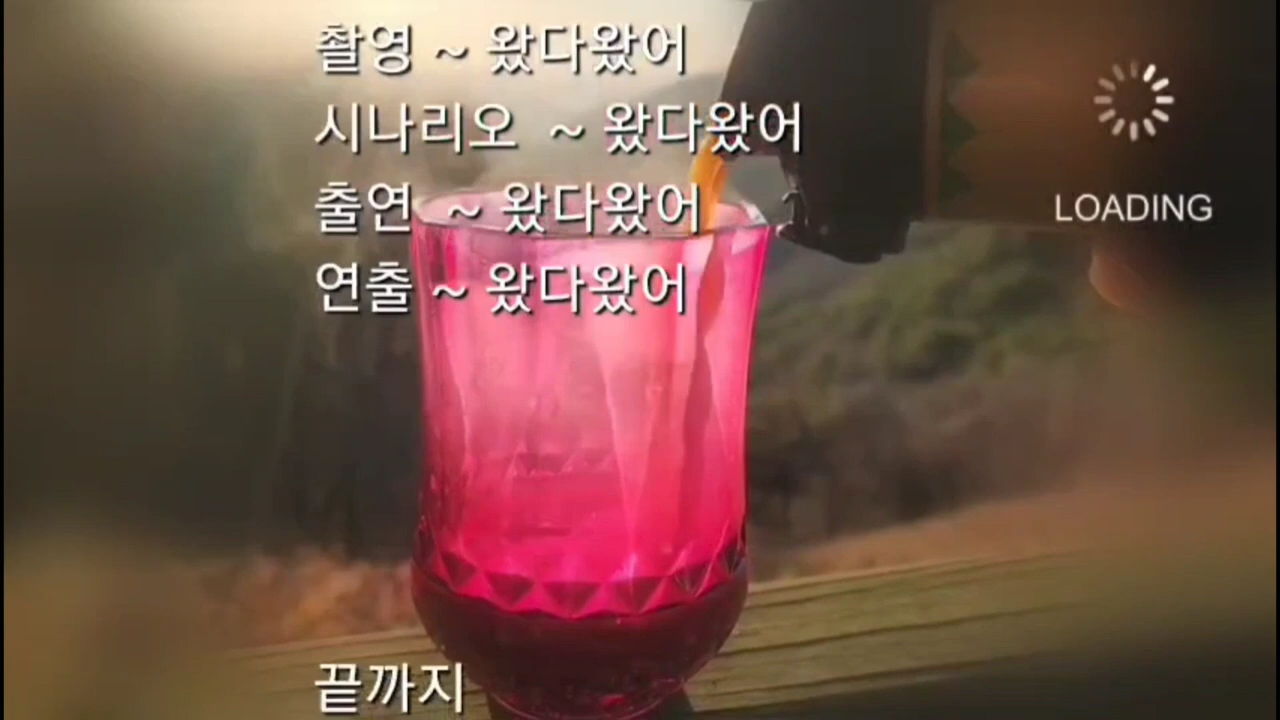 촬영 ~ 왔다왔어
시나리오 ~ 왔다왔어
출연 ~ 왔다왔어
연출 ~ 왔다왔어
LOADING
끝까지